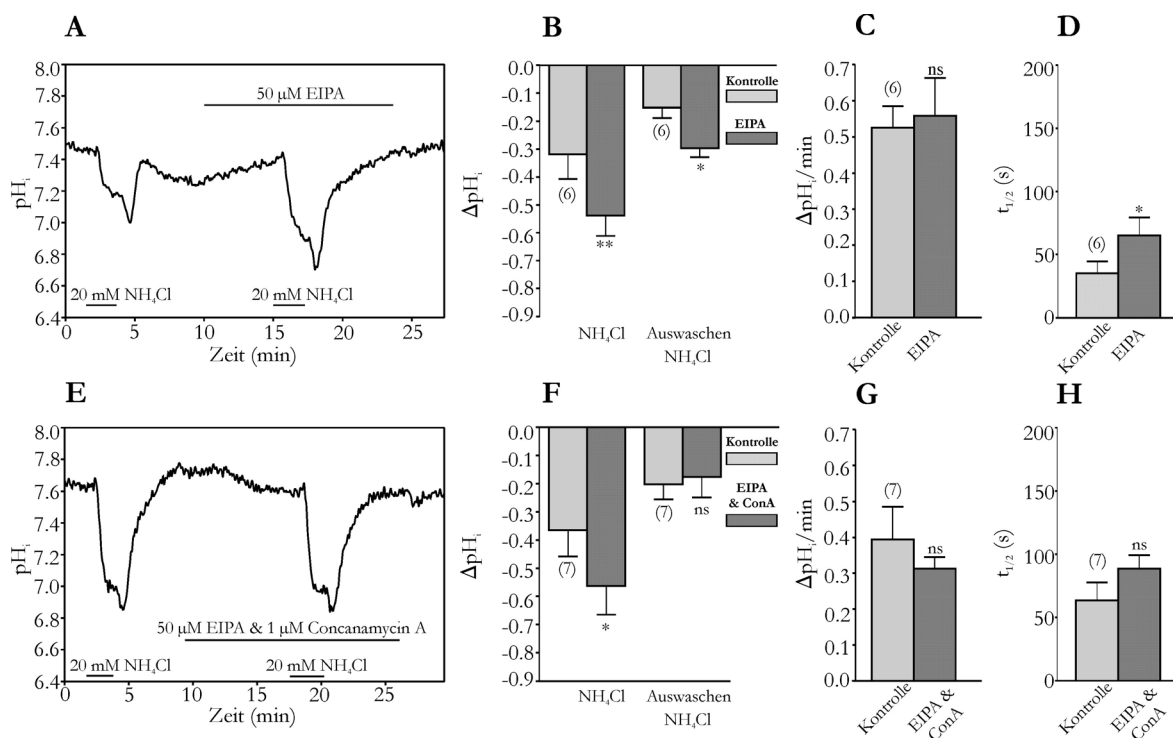 A
B
C
D
8.0
7.6
7.4
7.2
7.0
6.8
6.4
pHi
50 µM EIPA
20 mM NH₄Cl
20 mM NH₄Cl
0
5
10
15
20
25
Zeit (min)
0.0
-0.1
-0.2
-0.3
-0.4
-0.5
-0.6
-0.7
-0.8
-0.9
ΔpHi
(6)
**
(6)
*
Kontrolle
EIPA
NH₄Cl
Auswaschen
NH₄Cl
0.7
0.6
0.5
0.4
0.3
0.2
0.1
0.0
ΔpHi/min
(6)
ns
Kontrolle
EIPA
200
150
100
50
0
t1/2 (s)
(6)
*
Kontrolle
EIPA
E
F
G
H
8.0
7.8
7.6
7.4
7.2
7.0
6.8
6.6
6.4
pHi
50 µM EIPA & 1 µM Concanamycin A
20 mM NH₄Cl
20 mM NH₄Cl
0
5
10
15
20
25
Zeit (min)
0.0
-0.1
-0.2
-0.3
-0.4
-0.5
-0.6
-0.7
-0.8
-0.9
ΔpHi
(7)
*
(7)
ns
Kontrolle
EIPA
& ConA
NH₄Cl
Auswaschen
NH₄Cl
0.7
0.6
0.5
0.4
0.3
0.2
0.1
0.0
ΔpHi/min
(7)
ns
Kontrolle
EIPA &
ConA
200
150
100
50
0
t1/2 (s)
(7)
ns
Kontrolle
EIPA &
ConA